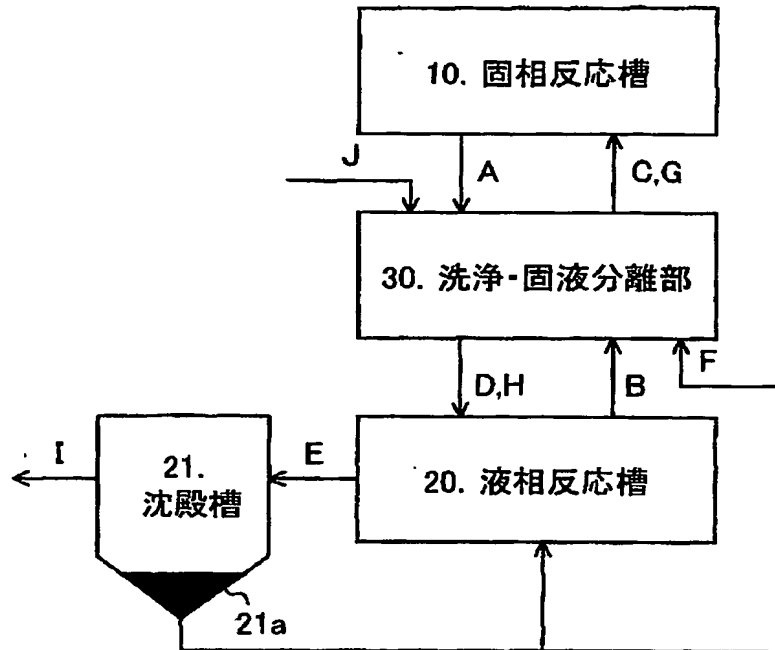 10. 固相反応槽
J
A
C,G
30. 洗浄-固液分離部
F
D,H
B
I
21.
沈殿槽
E
20. 液相反応槽
21a